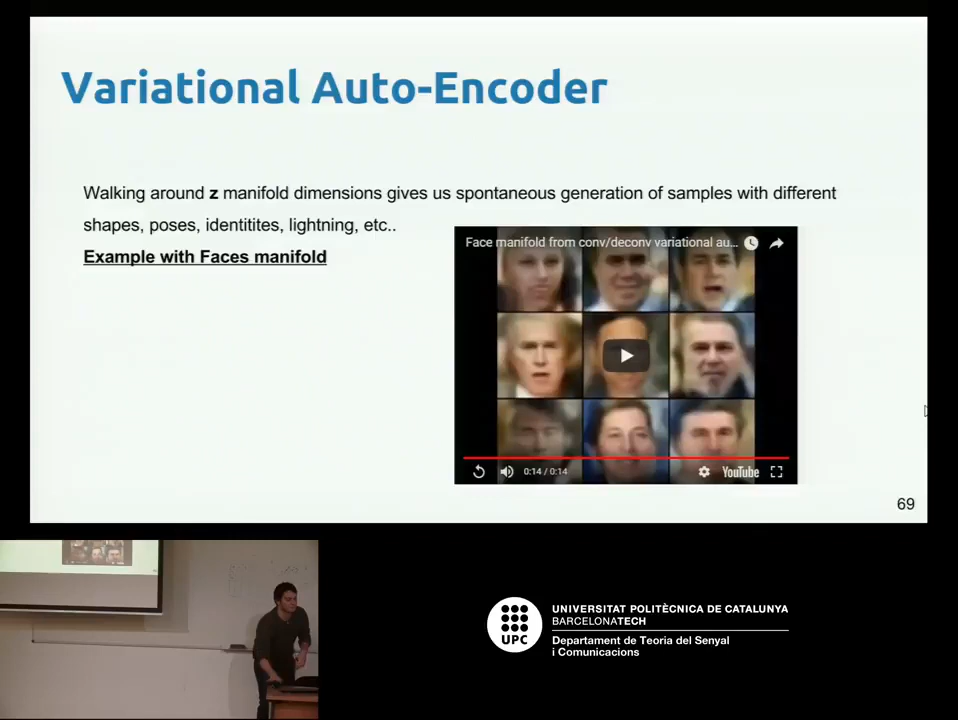 Variational Auto-Encoder
Walking around z manifold dimensions gives us spontaneous generation of samples with different
shapes, poses, identitites, lightning, etc..
Example with Faces manifold
Face manifold from conv/deconv variational au...
0:14 / 0:14
YouTube
69
UPC
UNIVERSITAT POLITÈCNICA DE CATALUNYA
BARCELONATECH
Departament de Teoria del Senyal
i Comunicacions